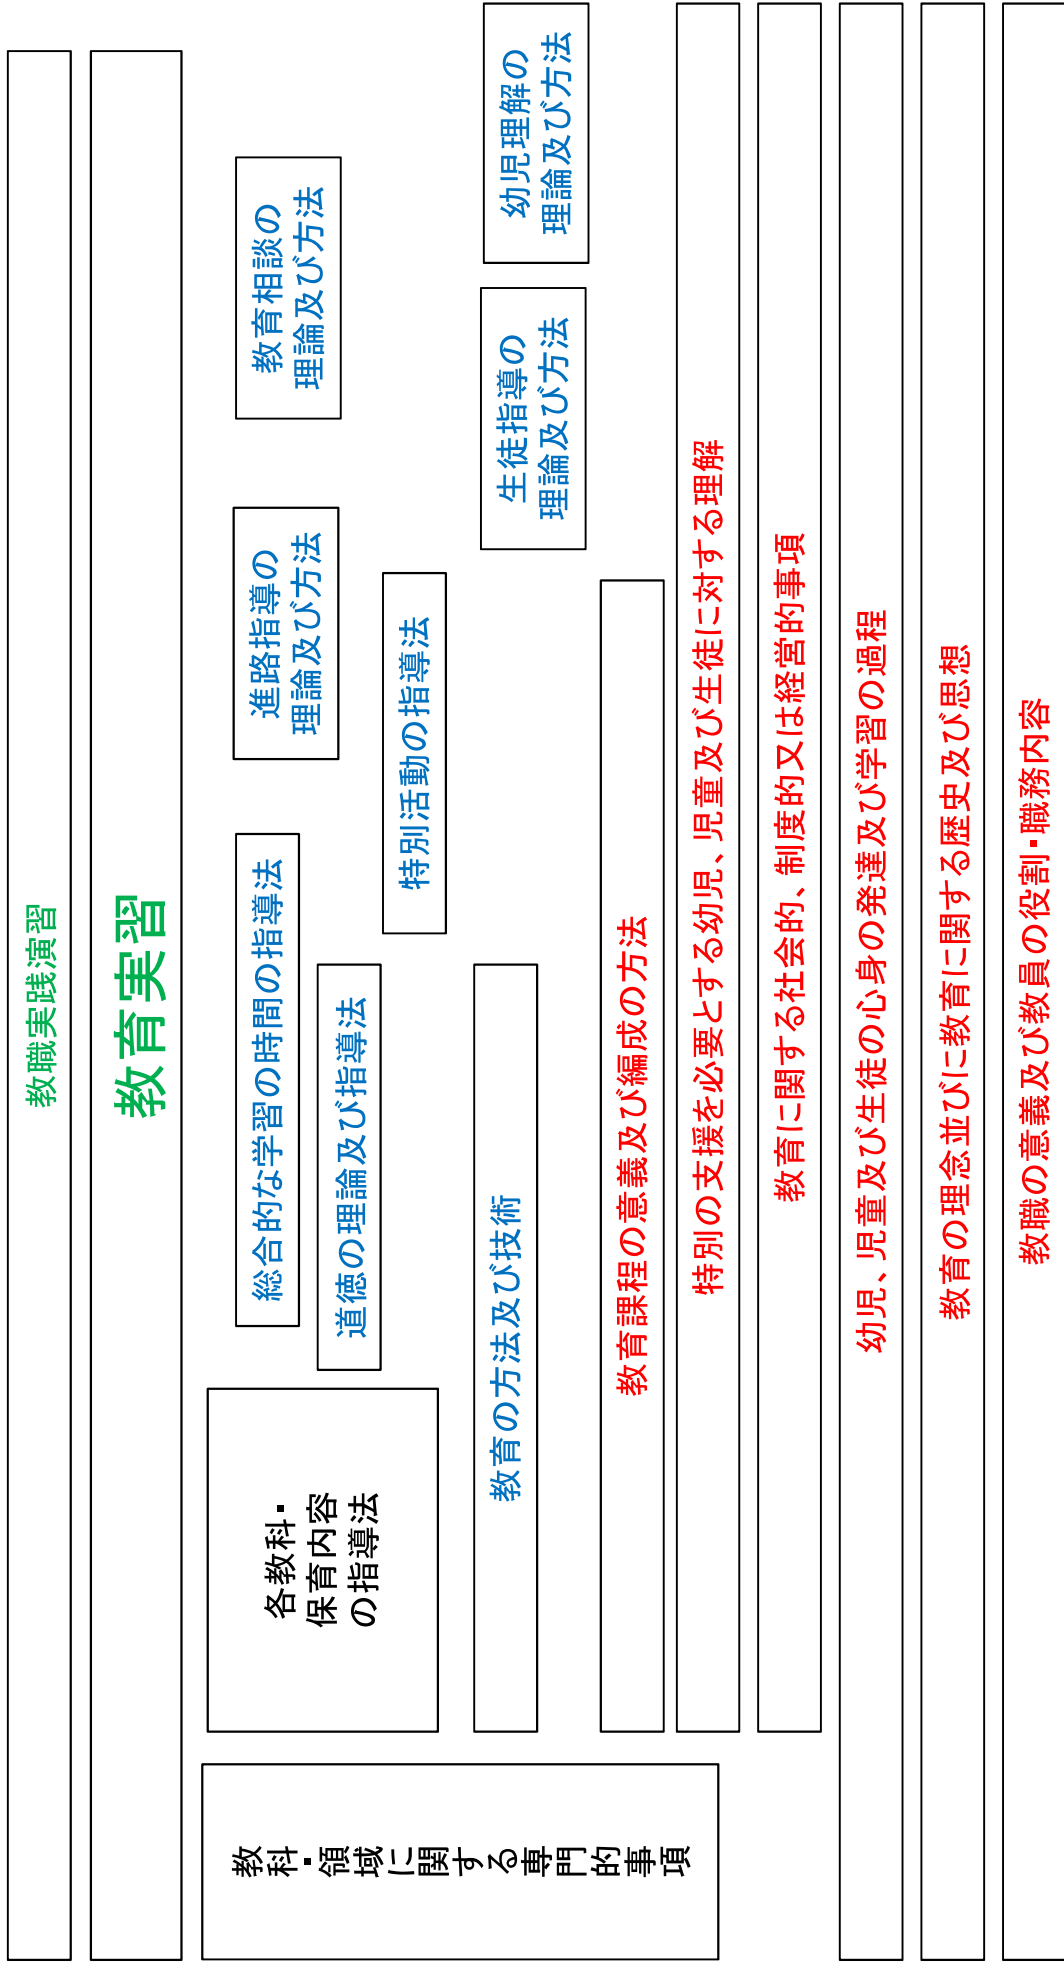 教職実践演習
教育実習
総合的な学習の時間の指導法
進路指導の
理論及び方法
教育相談の
理論及び方法
道徳の理論及び指導法
特別活動の指導法
各教科・
保育内容
の指導法
教育の方法及び技術
生徒指導の
理論及び方法
幼児理解の
理論及び方法
教科・領域に関する専門的事項
教育課程の意義及び編成の方法
特別の支援を必要とする幼児、児童及び生徒に対する理解
教育に関する社会的、制度的又は経営的事項
幼児、児童及び生徒の心身の発達及び学習の過程
教育の理念並びに教育に関する歴史及び思想
教職の意義及び教員の役割・職務内容